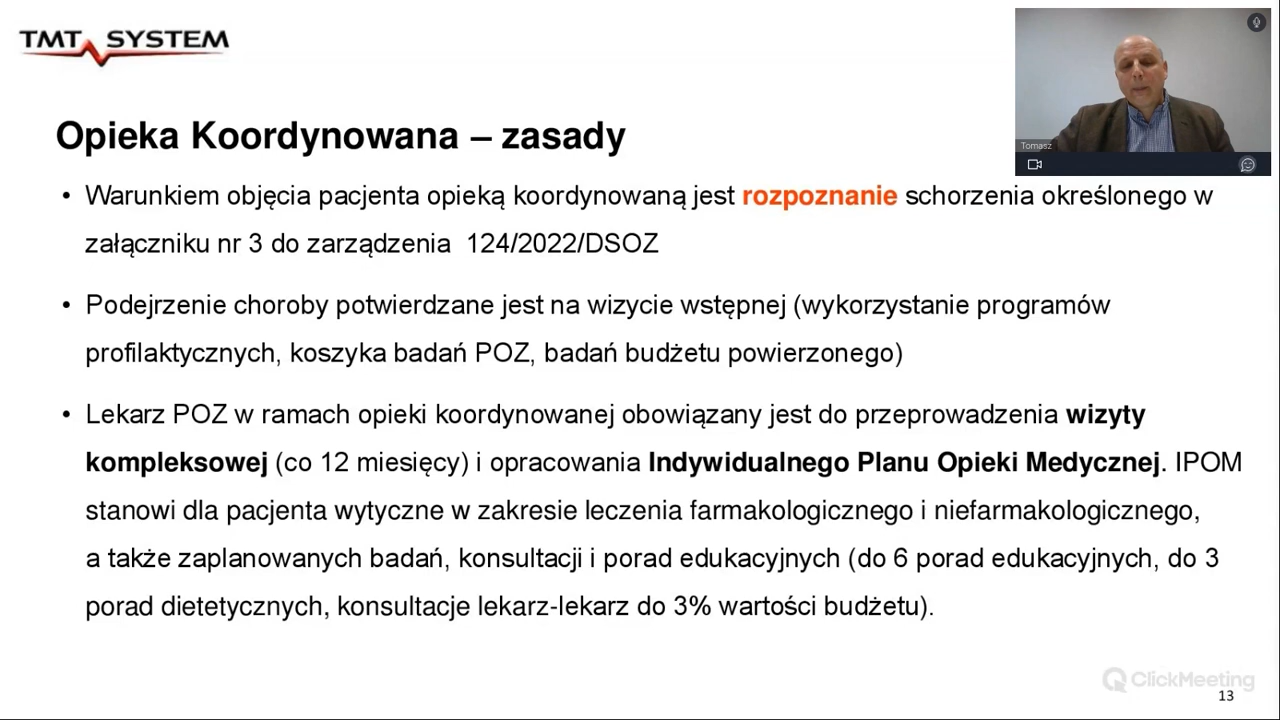 TMT SYSTEM
Tomasz
Opieka Koordynowana – zasady
• Warunkiem objęcia pacjenta opieką koordynowaną jest rozpoznanie schorzenia określonego w
załączniku nr 3 do zarządzenia 124/2022/DSOZ
• Podejrzenie choroby potwierdzane jest na wizycie wstępnej (wykorzystanie programów
profilaktycznych, koszyka badań POZ, badań budżetu powierzonego)
• Lekarz POZ w ramach opieki koordynowanej obowiązany jest do przeprowadzenia wizyty
kompleksowej (co 12 miesięcy) i opracowania Indywidualnego Planu Opieki Medycznej. IPOM
stanowi dla pacjenta wytyczne w zakresie leczenia farmakologicznego i niefarmakologicznego,
a także zaplanowanych badań, konsultacji i porad edukacyjnych (do 6 porad edukacyjnych, do 3
porad dietetycznych, konsultacje lekarz-lekarz do 3% wartości budżetu).
ClickMeeting
13